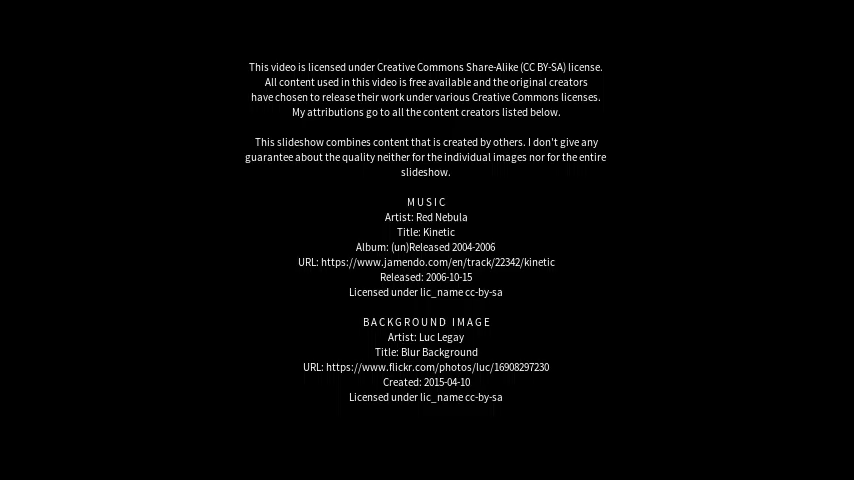 This video is licensed under Creative Commons Share-Alike (CC BY-SA) license.
All content used in this video is free available and the original creators
have chosen to release their work under various Creative Commons licenses.
My attributions go to all the content creators listed below.
This slideshow combines content that is created by others. I don't give any
guarantee about the quality neither for the individual images nor for the entire
slideshow.
MUSIC
Artist: Red Nebula
Title: Kinetic
Album: (un)Released 2004-2006
URL: https://www.jamendo.com/en/track/22342/kinetic
Released: 2006-10-15
Licensed under lic_name cc-by-sa
BACKGROUND IMAGE
Artist: Luc Legay
Title: Blur Background
URL: https://www.flickr.com/photos/luc/16908297230
Created: 2015-04-10
Licensed under lic_name cc-by-sa